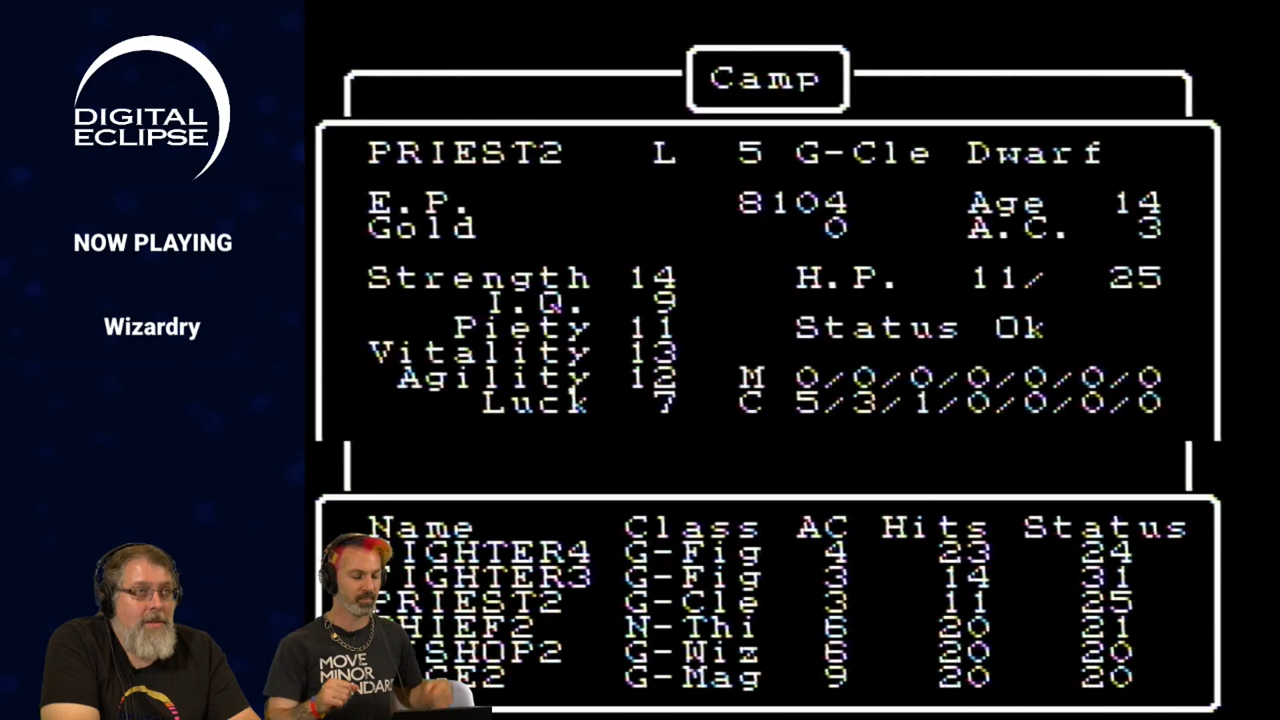 DIGITAL
ECLIPSE
NOW PLAYING
Wizardry
Camp
PRIEST2 L 5 G-Cle Dwarf
E.P. 8104 Age 14
Gold 0 A.C. 3
Strength 14 H.P. 11/ 25
I.Q. 9
Piety 11 Status Ok
Vitality 13
Agility 12 M 0/0/0/0/0/0/0
Luck 7 C 5/3/1/0/0/0/0
Name Class AC Hits Status
IGHTER4 G-Fig 4 23 24
IGHTER3 G-Fig 3 14 31
PRIEST2 G-Cle 3 11 25
HIEF2 N-Thi 6 20 21
SHOP2 G-Wiz 6 20 20
GE2 G-Mag 9 20 20
MOVE
MINOR
STANDARD
DIGITAL